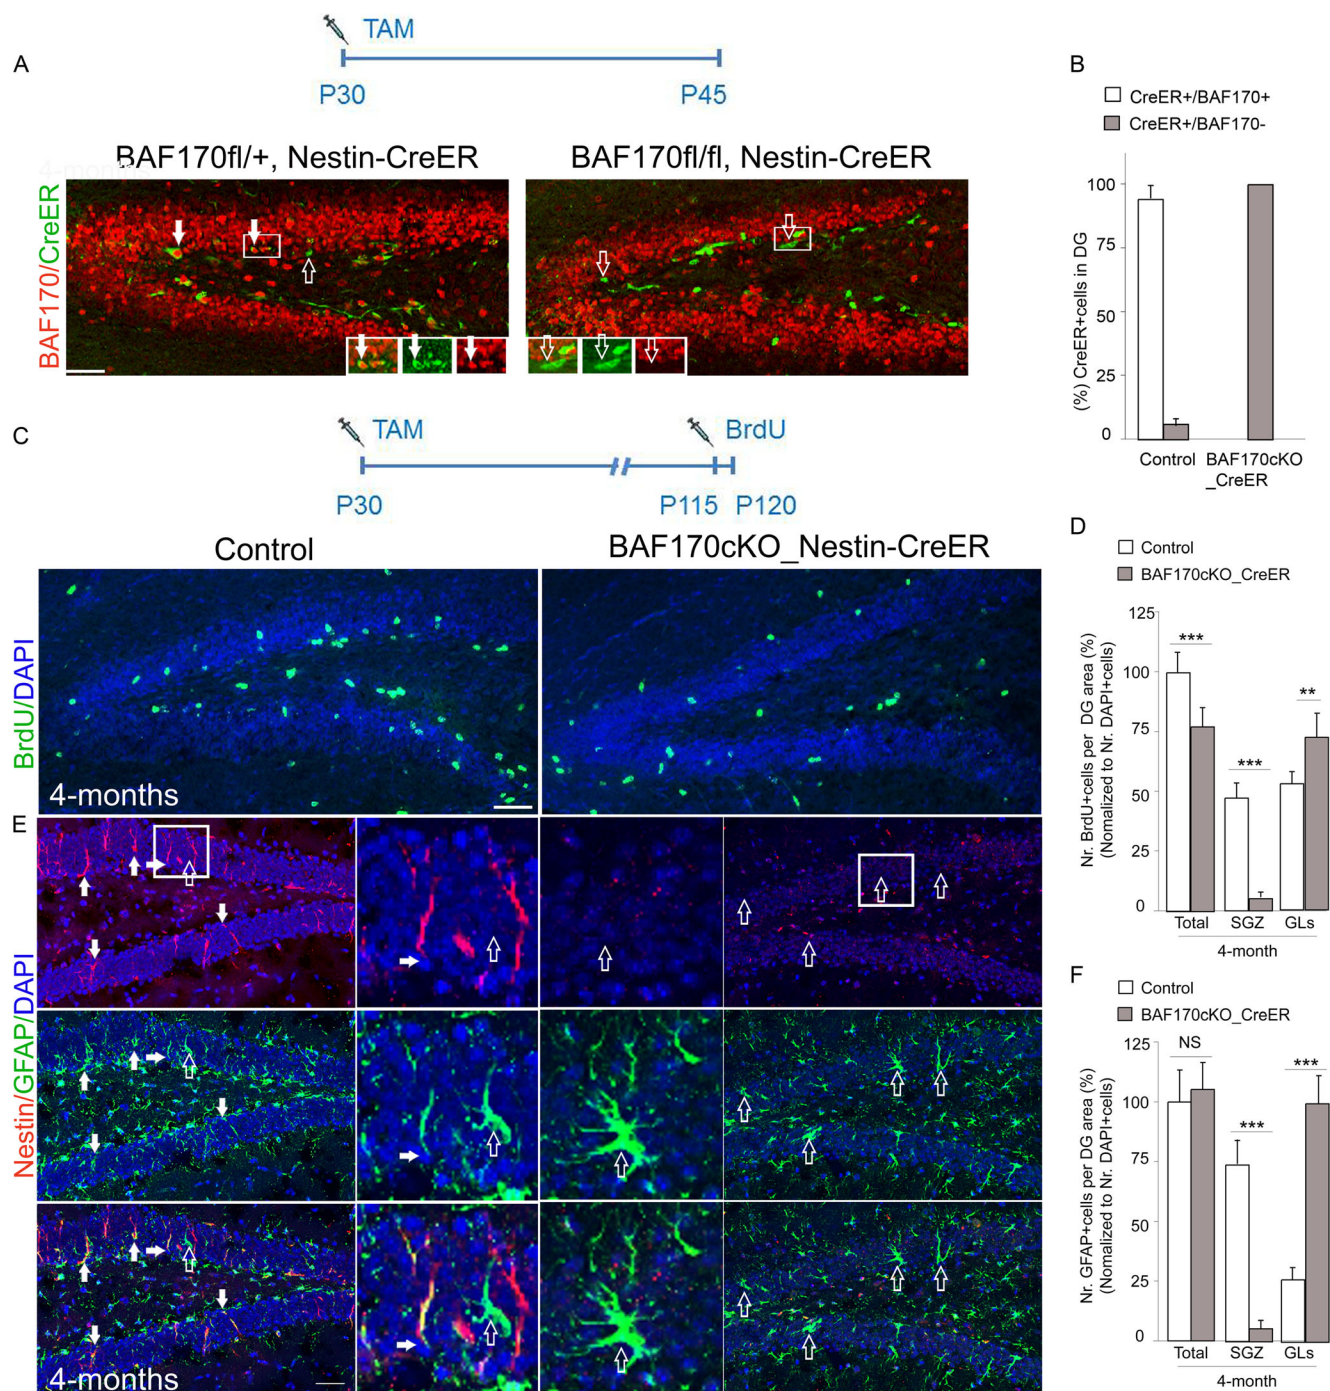 A
TAM
P30
P45
BAF170fl/+, Nestin-CreER
BAF170fl/fl, Nestin-CreER
4-months
BAF170/CreER
B
CreER+/BAF170+
CreER+/BAF170-
(%) CreER+cells in DG
100
75
50
25
0
Control
BAF170cKO
_CreER
C
TAM
BrdU
P30
P115
P120
Control
BAF170cKO_Nestin-CreER
BrdU/DAPI
4-months
D
Control
BAF170cKO_CreER
Nr. BrdU+cells per DG area (%)
(Nomalized to Nr. DAPI+cells)
125
100
75
50
25
0
***
***
**
Total
SGZ
GLs
4-month
E
Nestin/GFAP/DAPI
4-months
F
Control
BAF170cKO_CreER
Nr. GFAP+cells per DG area (%)
(Nomalized to Nr. DAPI+cells)
125
100
75
50
25
0
NS
***
***
Total
SGZ
GLs
4-month